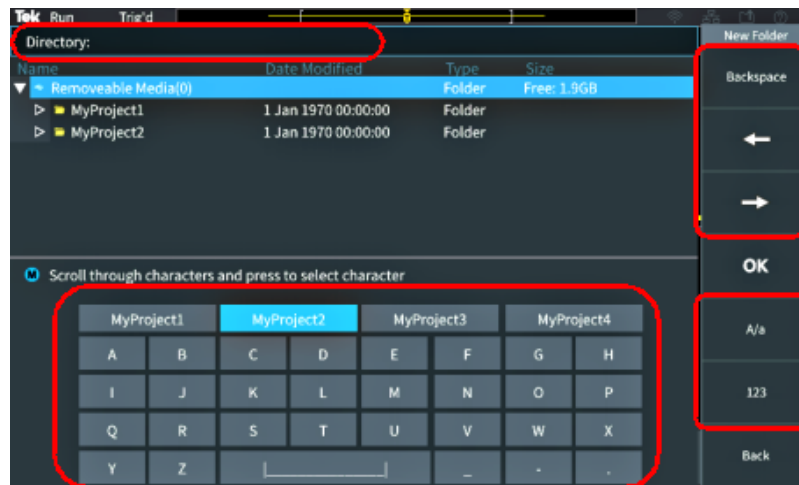 Tek Run Trig'd
New Folder
Directory:
Name Date Modified Type Size
Removeable Media(0) Folder Free: 1.9GB
MyProject1 1 Jan 1970 00:00:00 Folder
MyProject2 1 Jan 1970 00:00:00 Folder
M Scroll through characters and press to select character
MyProject1 MyProject2 MyProject3 MyProject4
A B C D E F G H
I J K L M N O P
Q R S T U V W X
Y Z |_______________| _ - .
Backspace
←
→
OK
A/a
123
Back